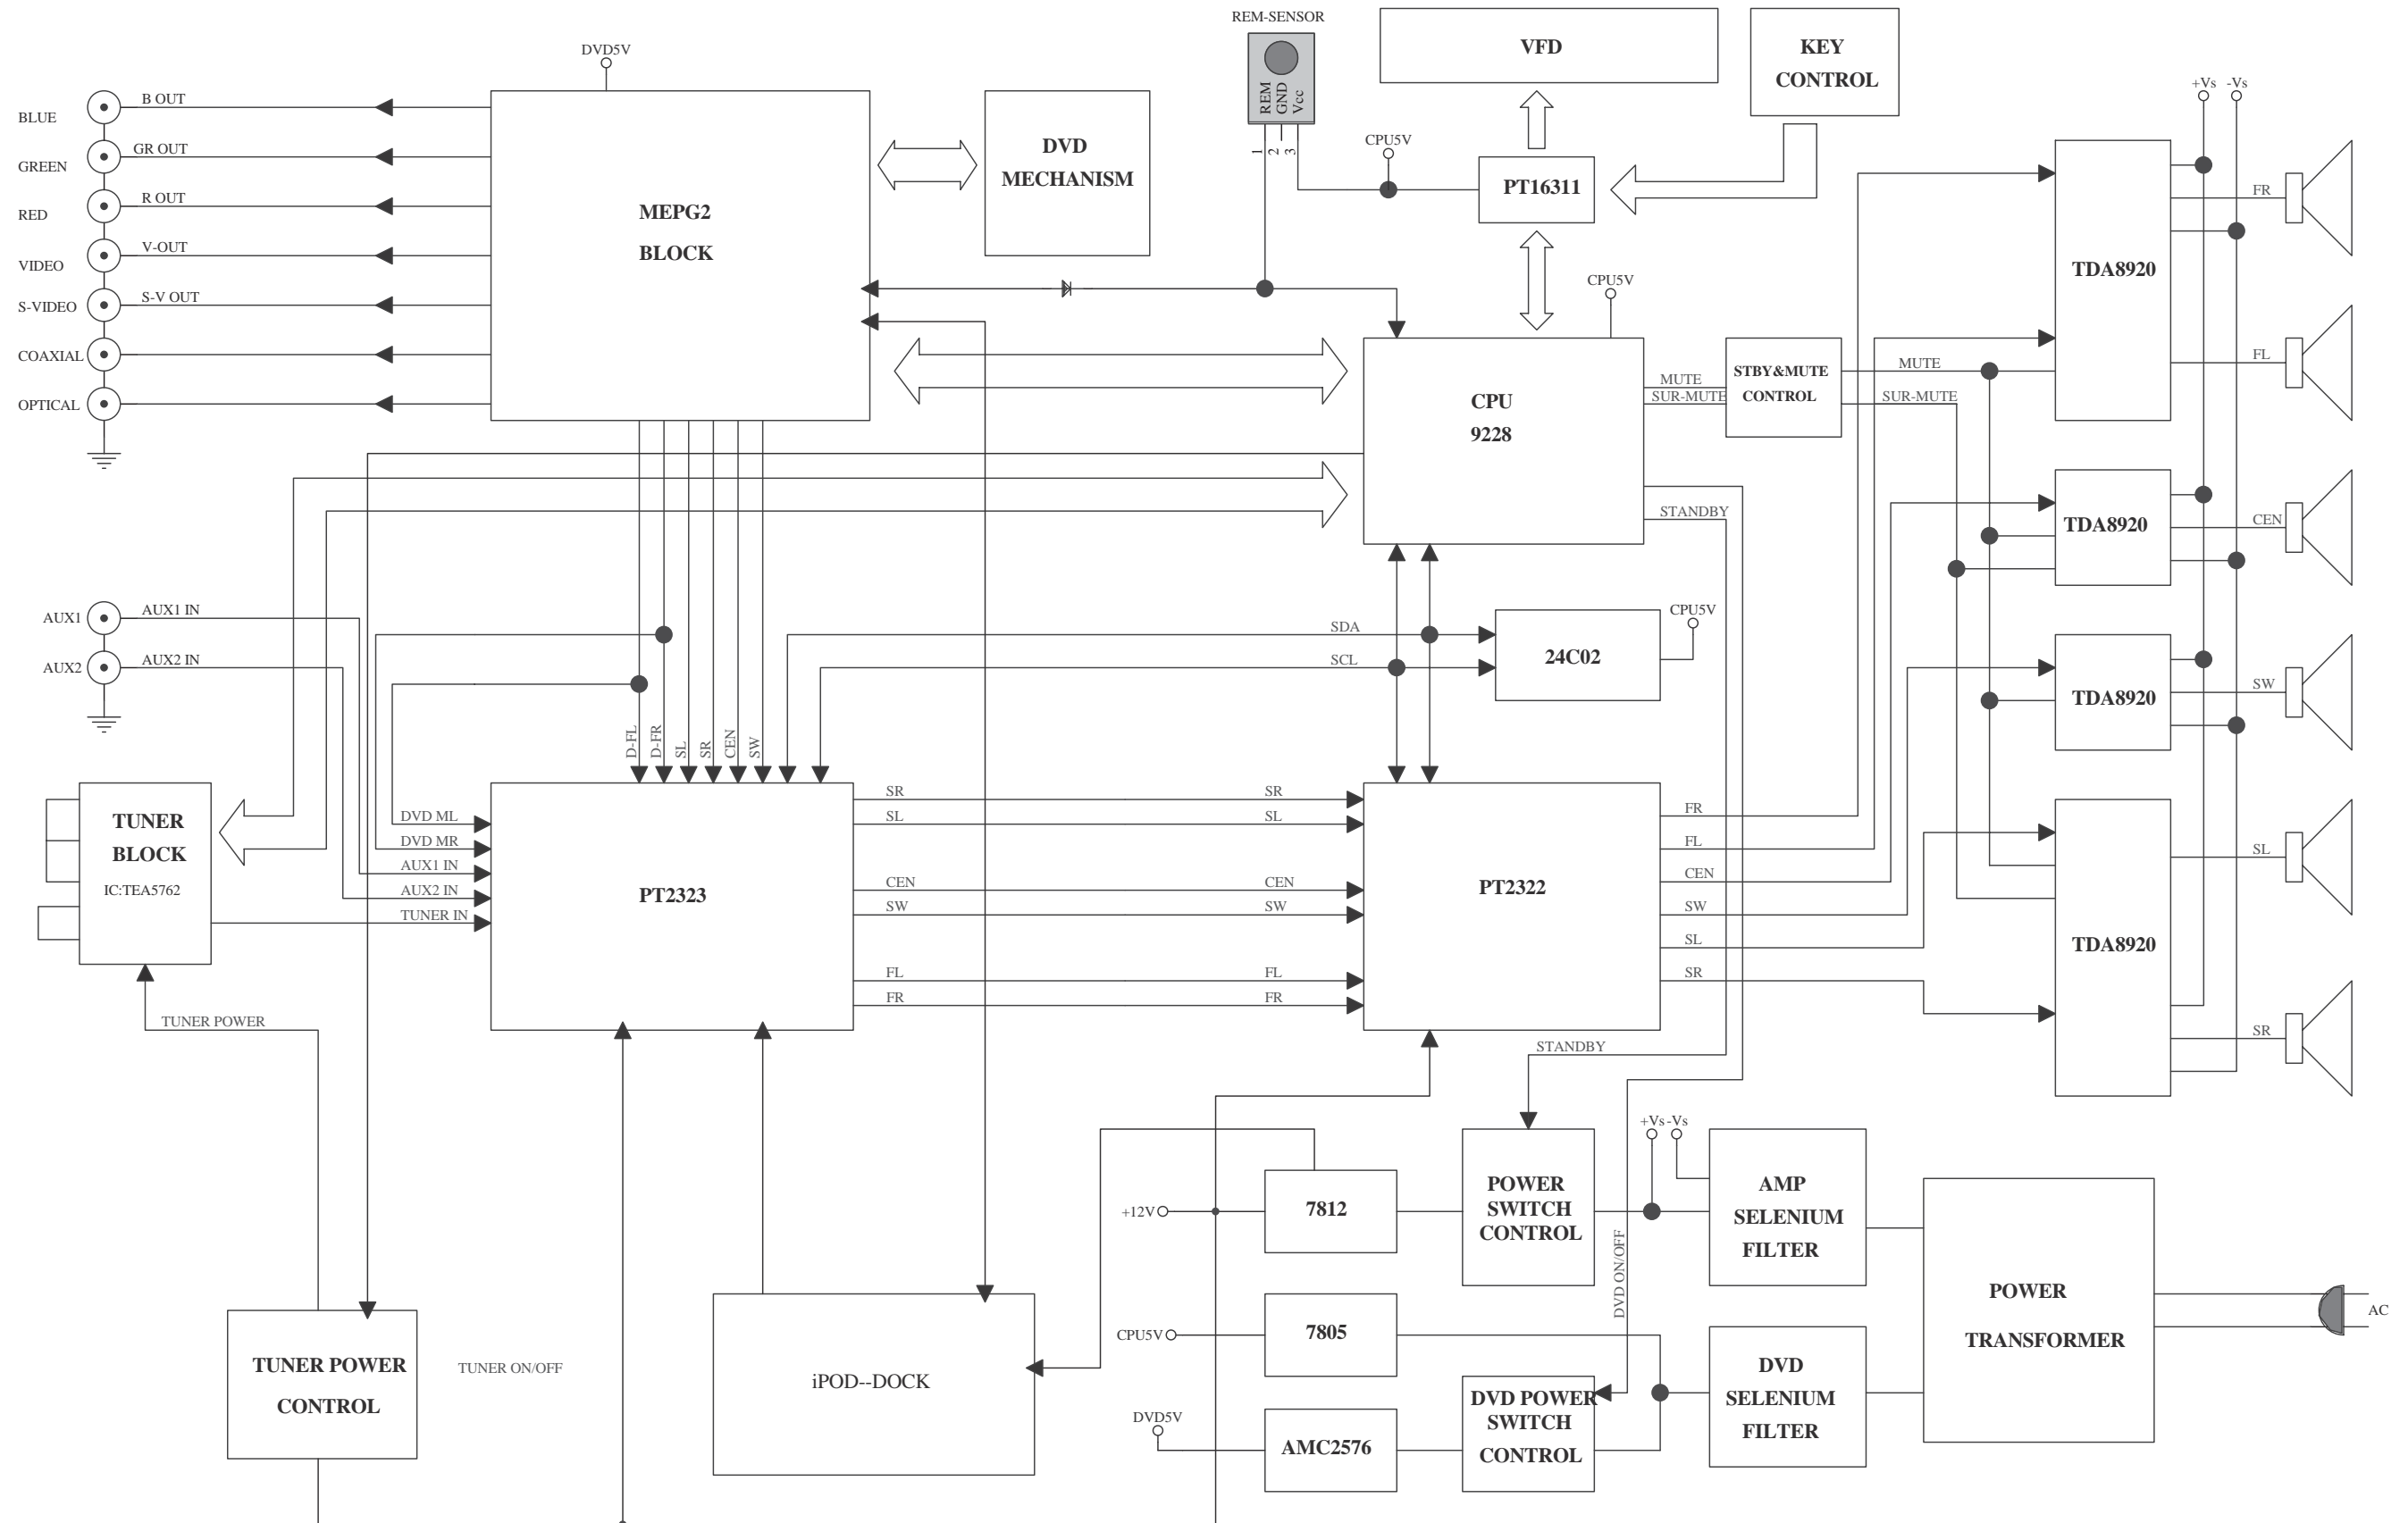 REM-SENSOR
REM
GND
Vcc
1
2
3
VFD
KEY
CONTROL
DVD5V
BLUE
B OUT
GREEN
GR OUT
RED
R OUT
VIDEO
V-OUT
S-VIDEO
S-V OUT
COAXIAL
OPTICAL
MEPG2
BLOCK
DVD
MECHANISM
CPU5V
PT16311
CPU5V
CPU
9228
MUTE
SUR-MUTE
STBY&MUTE
CONTROL
MUTE
SUR-MUTE
STANDBY
+Vs
-Vs
TDA8920
FR
FL
TDA8920
CEN
TDA8920
SW
TDA8920
SL
SR
AUX1
AUX1 IN
AUX2
AUX2 IN
SDA
SCL
24C02
CPU5V
D-FL
D-FR
SL
SR
CEN
SW
TUNER
BLOCK
IC:TEA5762
DVD ML
DVD MR
AUX1 IN
AUX2 IN
TUNER IN
PT2323
SR
SR
SL
SL
CEN
CEN
SW
SW
FL
FL
FR
FR
PT2322
FR
FL
CEN
SW
SL
SR
TUNER POWER
STANDBY
+Vs
-Vs
+12V
7812
POWER
SWITCH
CONTROL
DVD ON/OFF
AMP
SELENIUM
FILTER
POWER
TRANSFORMER
AC
CPU5V
7805
DVD5V
AMC2576
DVD POWER
SWITCH
CONTROL
DVD
SELENIUM
FILTER
TUNER POWER
CONTROL
TUNER ON/OFF
iPOD--DOCK